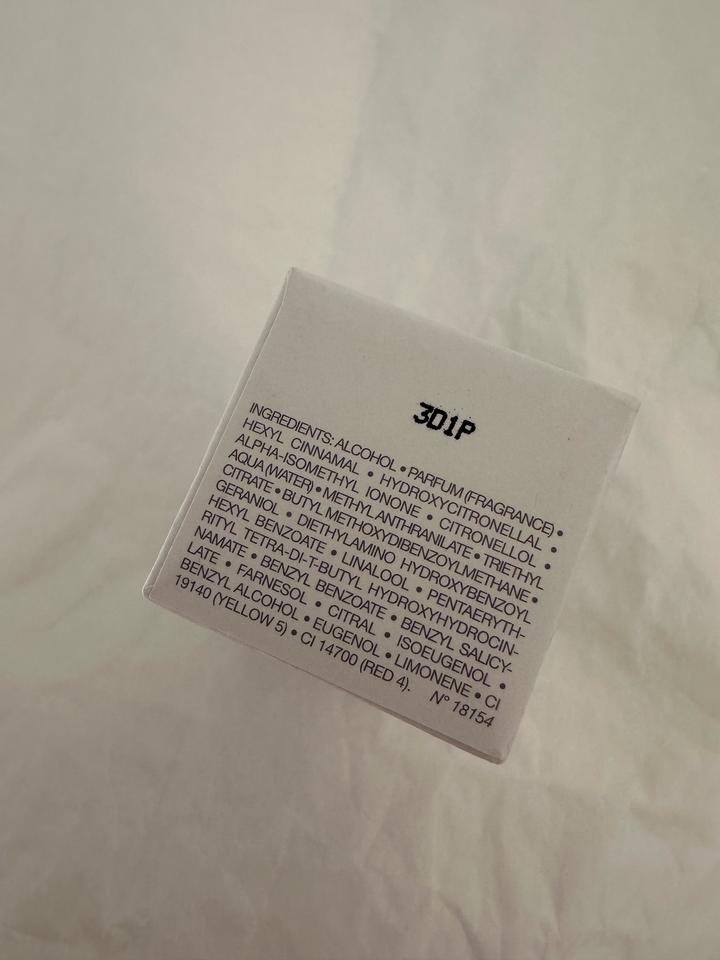 3D1P
INGREDIENTS: ALCOHOL • PARFUM (FRAGRANCE) •
HEXYL CINNAMAL • HYDROXYCITRONELLAL •
ALPHA-ISOMETHYL IONONE • CITRONELLOL •
AQUA (WATER) • METHYL ANTHRANILATE • TRIETHYL
CITRATE • BUTYL METHOXYDIBENZOYLMETHANE •
GERANIOL • DIETHYLAMINO HYDROXYBENZOYL
HEXYL BENZOATE • LINALOOL • PENTAERYTH-
RITYL TETRA-DI-T-BUTYL HYDROXYHYDROCIN-
NAMATE • BENZYL BENZOATE • BENZYL SALICY-
LATE • FARNESOL • CITRAL • ISOEUGENOL •
BENZYL ALCOHOL • EUGENOL • LIMONENE • CI
19140 (YELLOW 5) • CI 14700 (RED 4). N° 18154